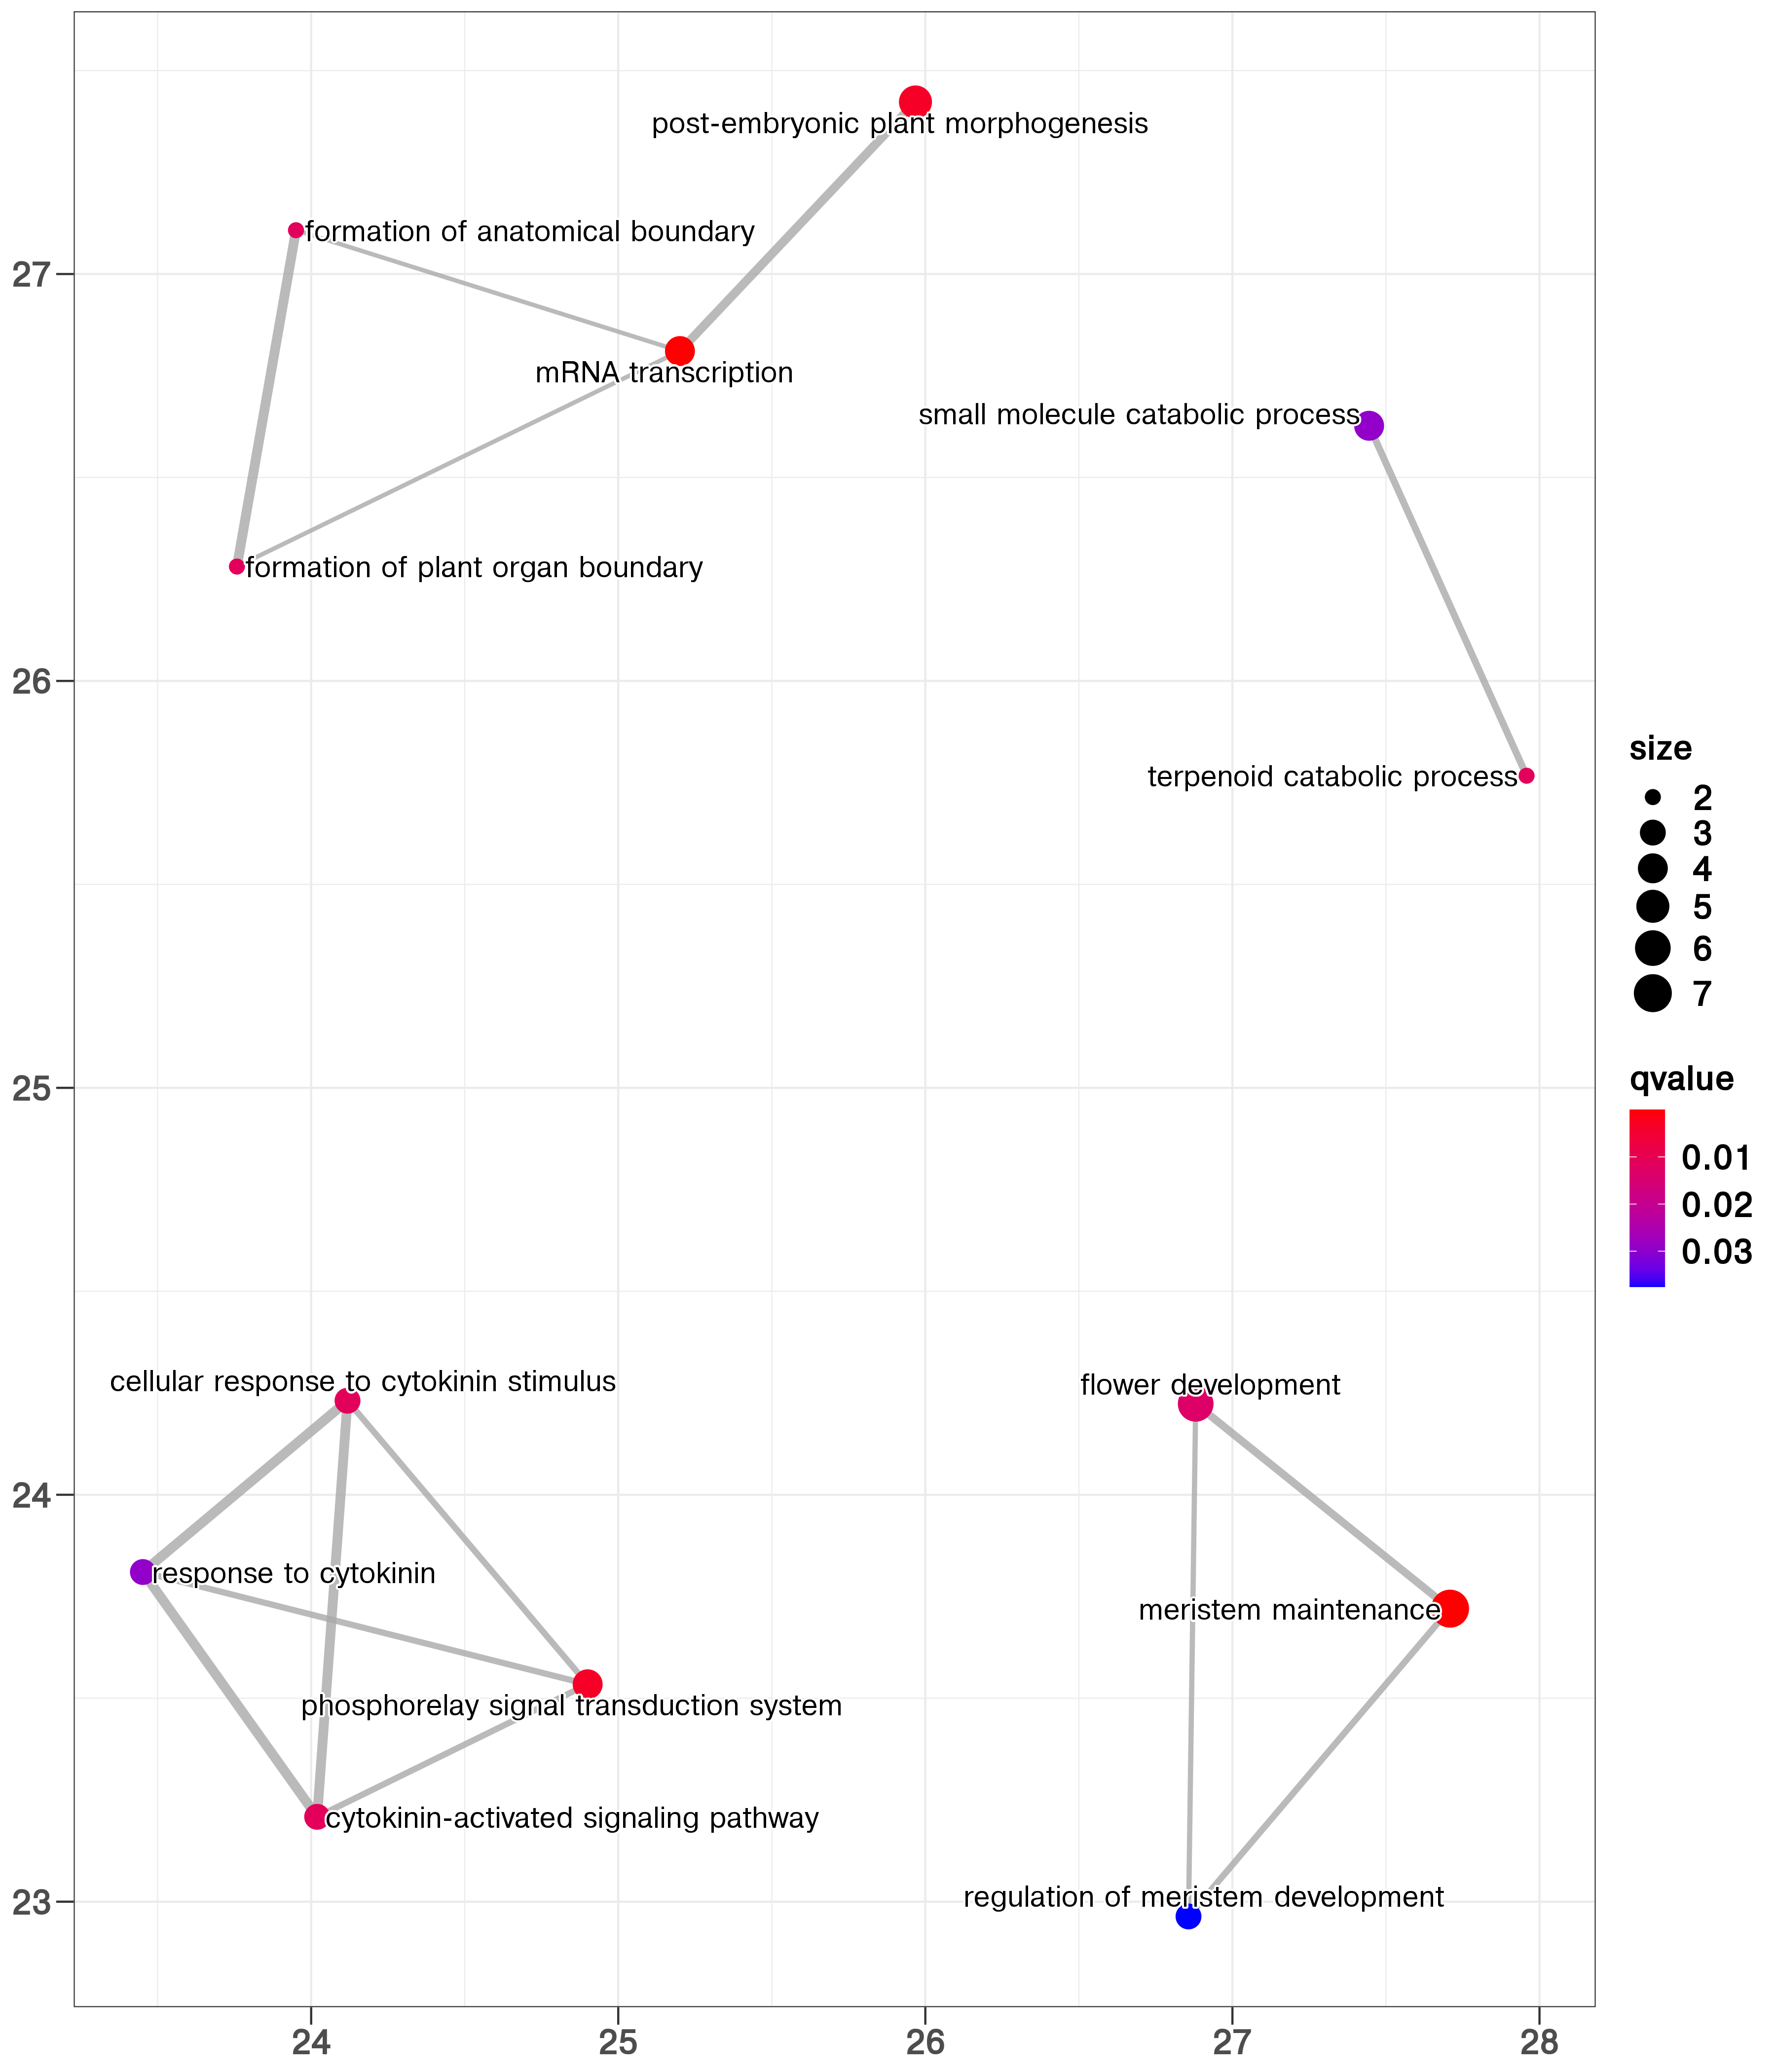 post-embryonic plant morphogenesis
formation of anatomical boundary
27
mRNA transcription
small molecule catabolic process
formation of plant organ boundary
26
terpenoid catabolic process
size
2
3
4
5
6
7
25
qvalue
0.01
0.02
0.03
cellular response to cytokinin stimulus
flower development
24
response to cytokinin
meristem maintenance
phosphorelay signal transduction system
cytokinin-activated signaling pathway
regulation of meristem development
23
24 25 26 27 28